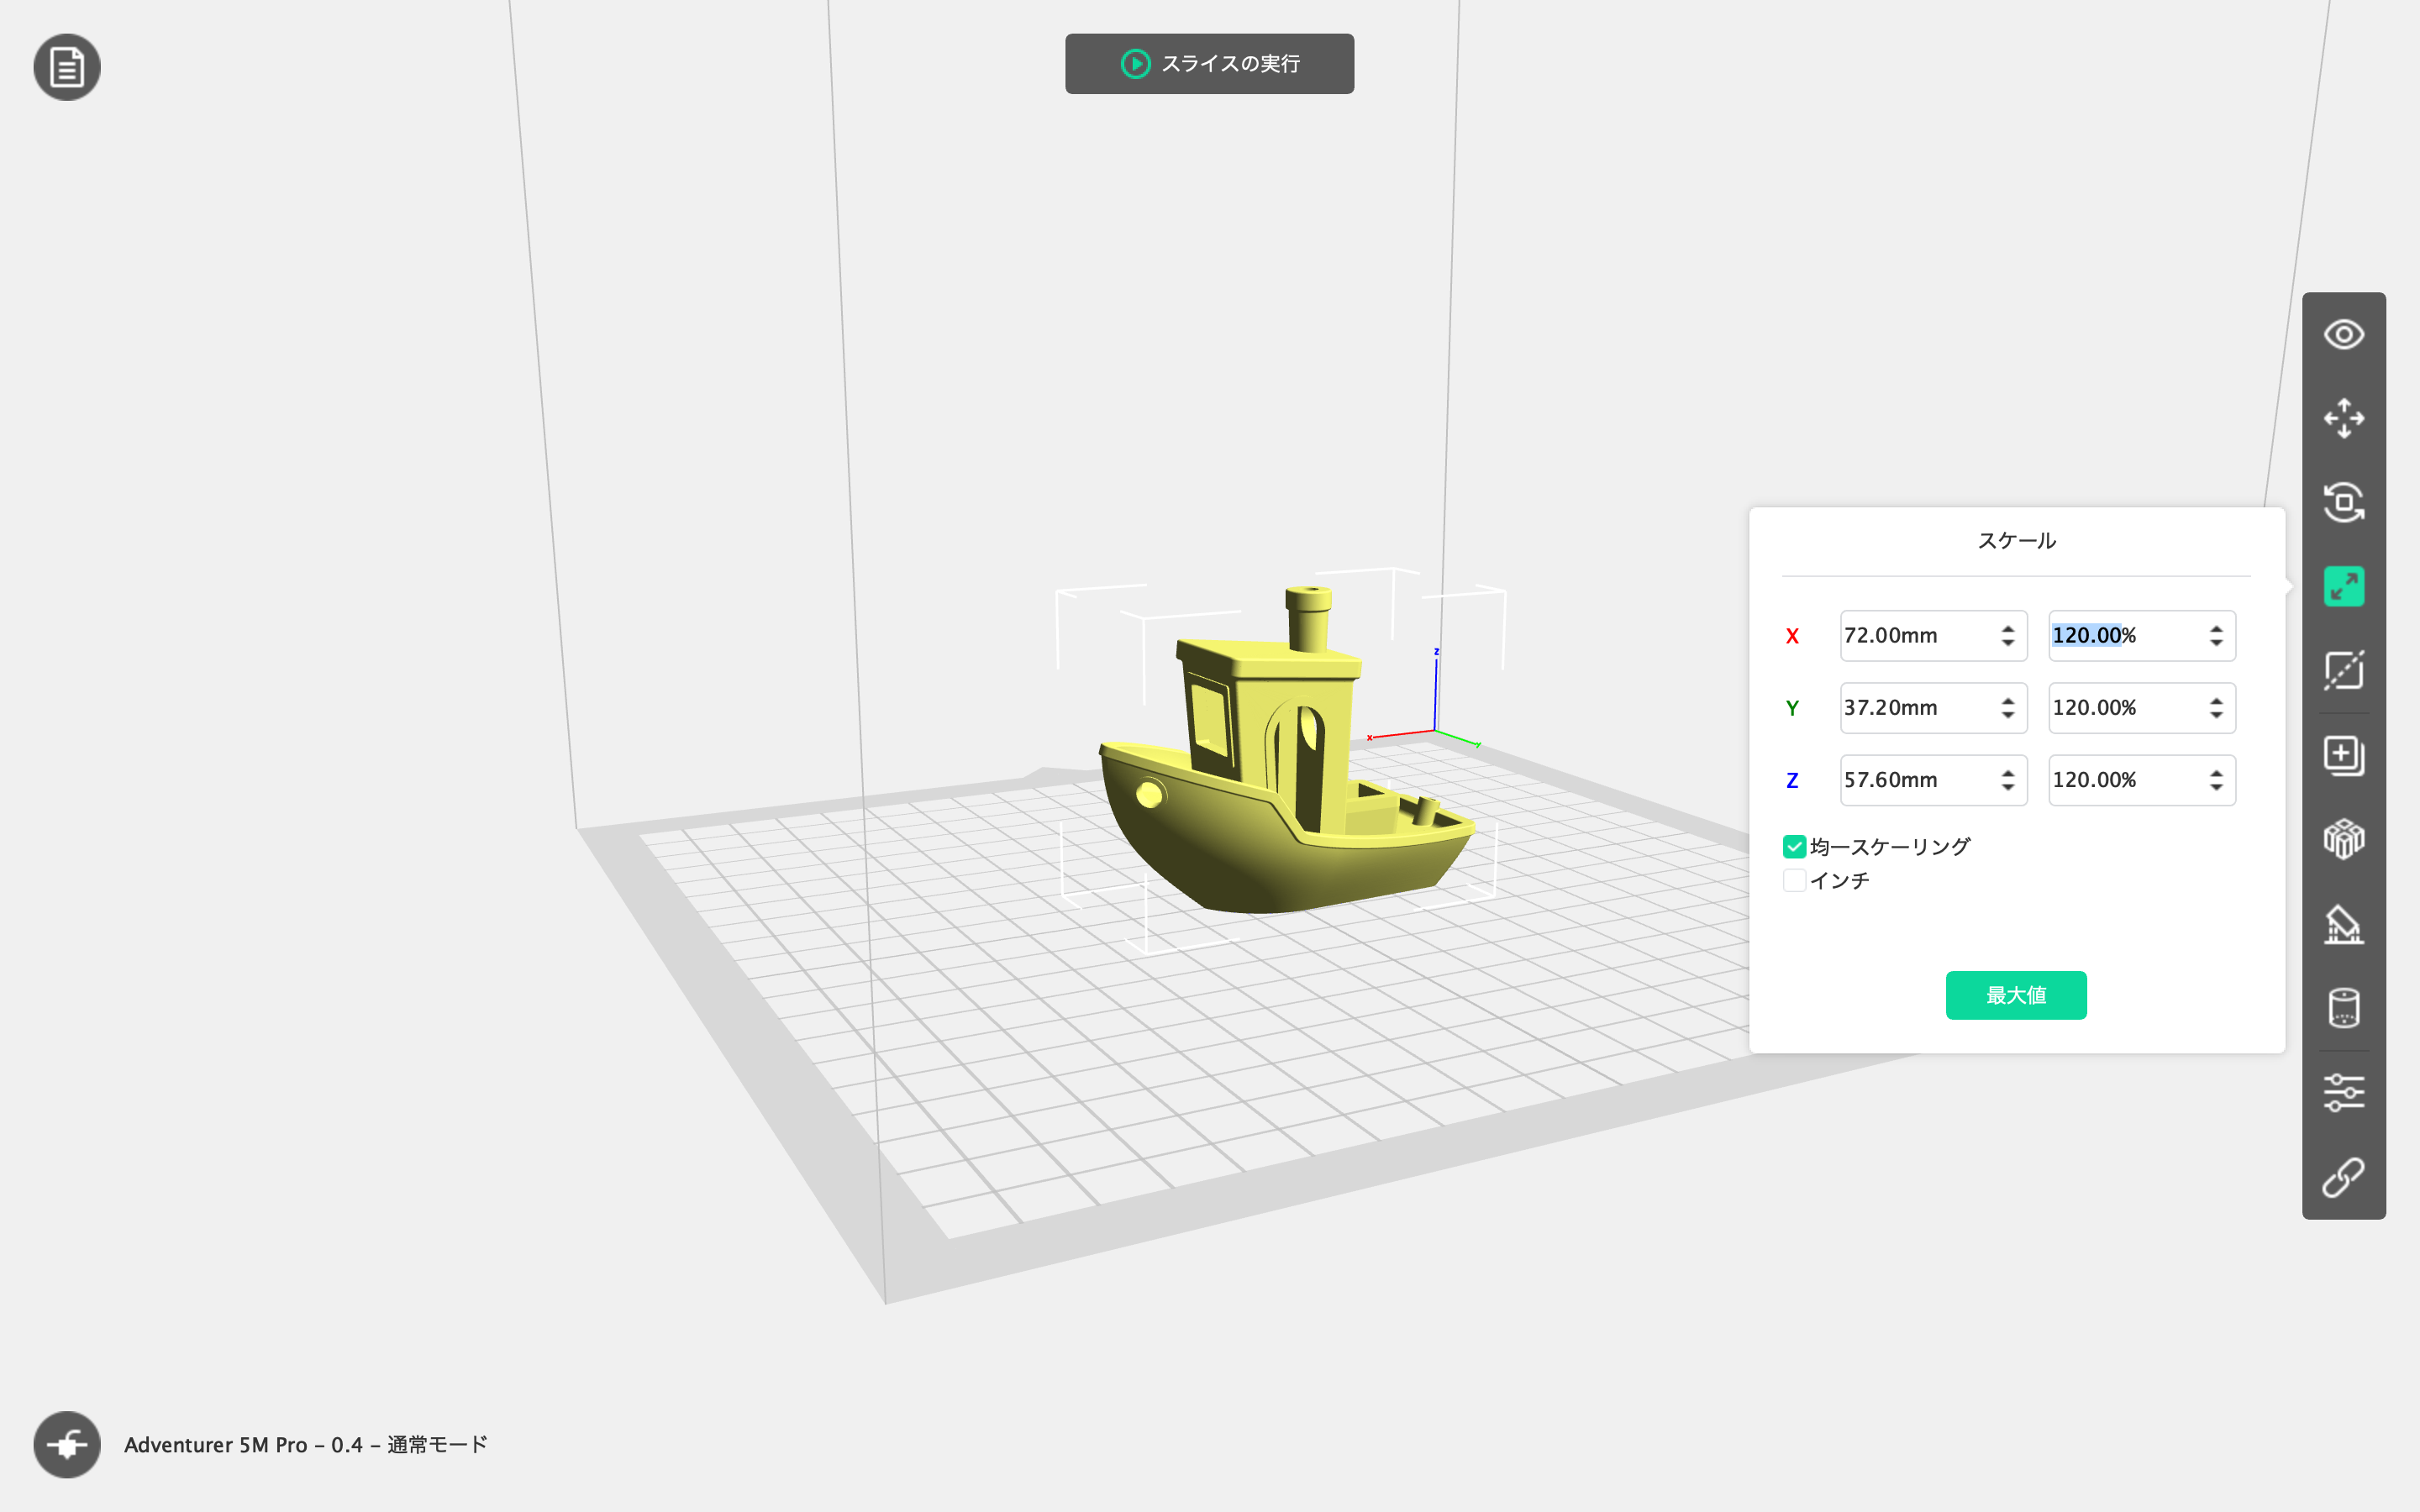 スライスの実行
スケール
X 72.00mm 120.00%
Y 37.20mm 120.00%
Z 57.60mm 120.00%
均一スケーリング
インチ
最大値
z
x
y
Adventurer 5M Pro – 0.4 – 通常モード